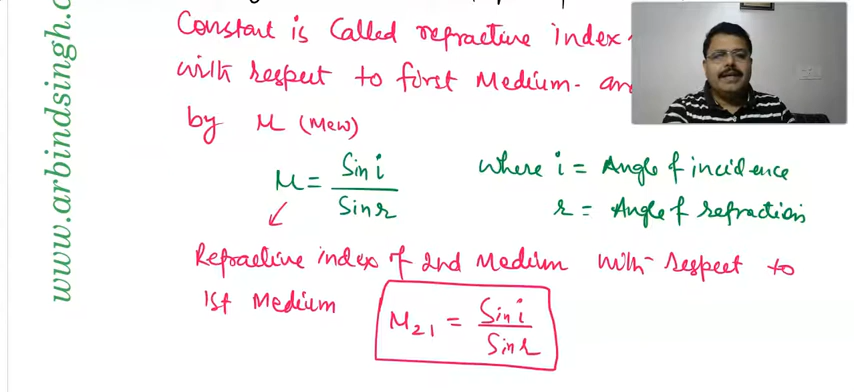 Constant is called refractive index
with respect to first Medium-
by μ (Mew)
μ = Sin i / Sin r
where i = Angle of incidence
r = Angle of refraction
Refractive index of 2nd Medium with respect to
1st Medium
μ21 = Sin i / Sin r
www.arbindsingh.c